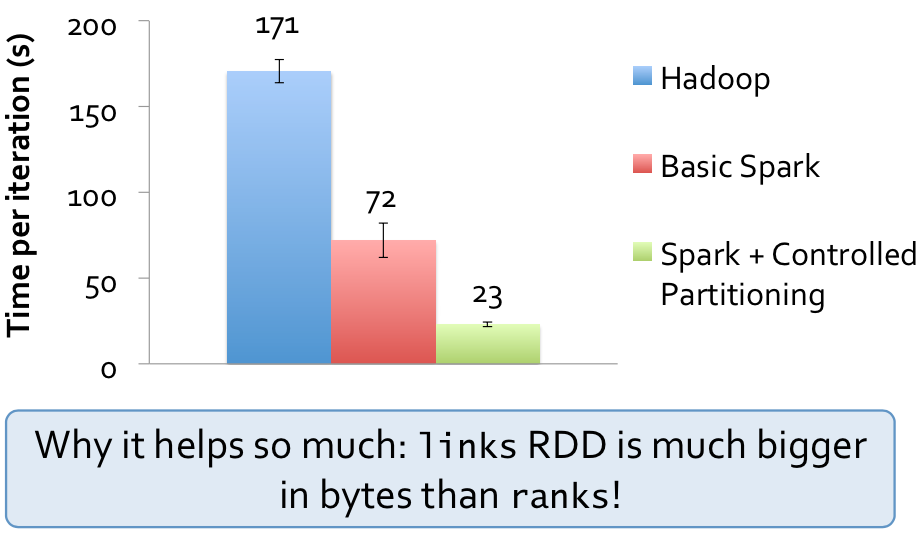 Time per iteration (s)
200
150
100
50
0
171
72
23
Hadoop
Basic Spark
Spark + Controlled
Partitioning
Why it helps so much: links RDD is much bigger
in bytes than ranks!